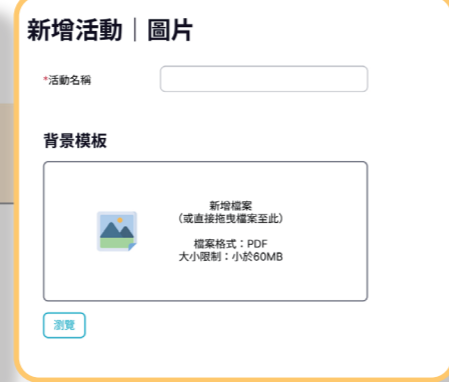 新增活動｜圖片
*活動名稱
背景模板
新增檔案
（或直接拖曳檔案至此）
檔案格式：PDF
大小限制：小於60MB
瀏覽